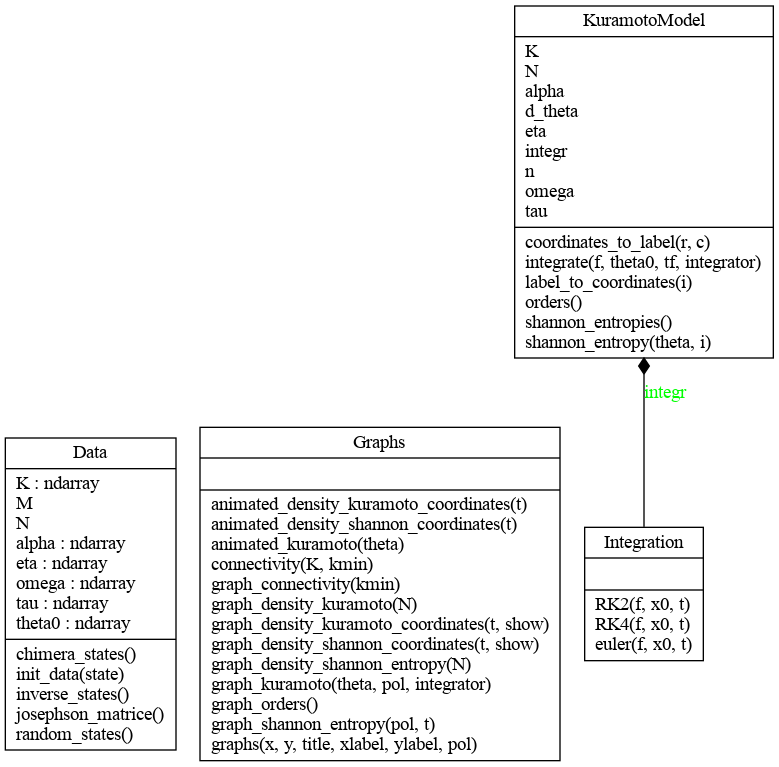 KuramotoModel
K
N
alpha
d_theta
eta
integr
n
omega
tau
coordinates_to_label(r, c)
integrate(f, theta0, tf, integrator)
label_to_coordinates(i)
orders()
shannon_entropies()
shannon_entropy(theta, i)
integr
Data
K : ndarray
M
N
alpha : ndarray
eta : ndarray
omega : ndarray
tau : ndarray
theta0 : ndarray
chimera_states()
init_data(state)
inverse_states()
josephson_matrice()
random_states()
Graphs
animated_density_kuramoto_coordinates(t)
animated_density_shannon_coordinates(t)
animated_kuramoto(theta)
connectivity(K, kmin)
graph_connectivity(kmin)
graph_density_kuramoto(N)
graph_density_kuramoto_coordinates(t, show)
graph_density_shannon_coordinates(t, show)
graph_density_shannon_entropy(N)
graph_kuramoto(theta, pol, integrator)
graph_orders()
graph_shannon_entropy(pol, t)
graphs(x, y, title, xlabel, ylabel, pol)
Integration
RK2(f, x0, t)
RK4(f, x0, t)
euler(f, x0, t)